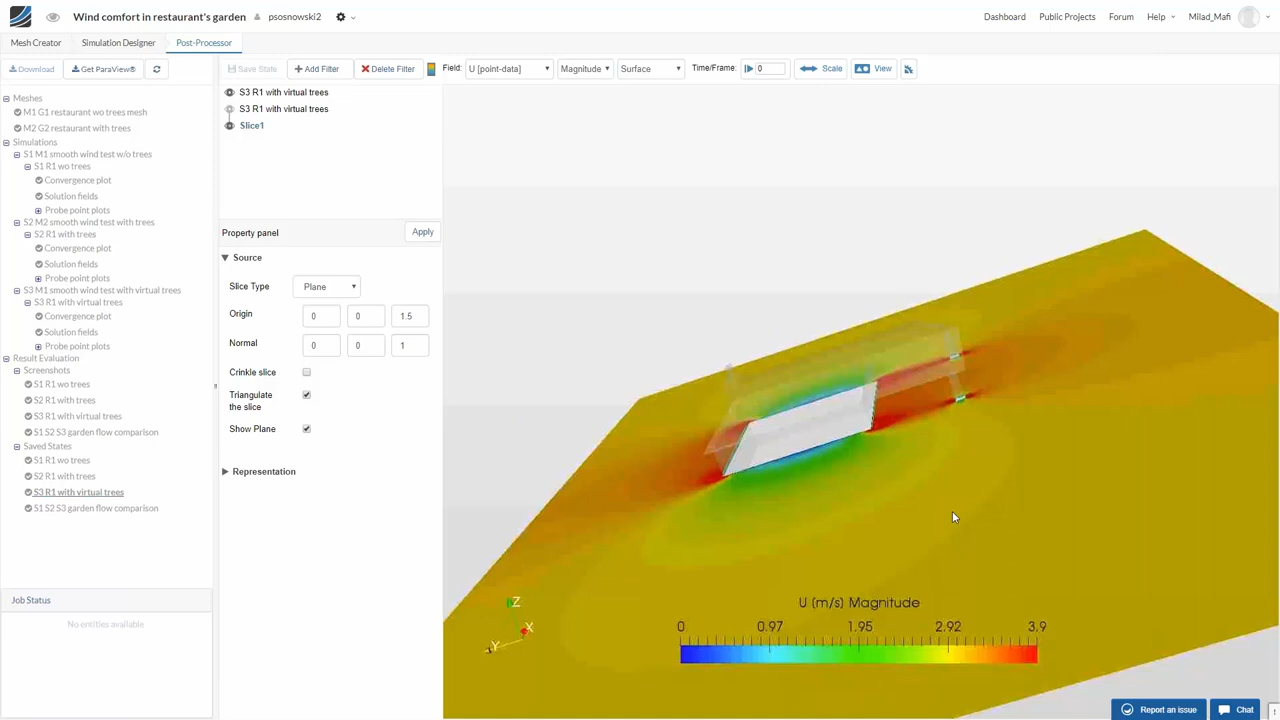 Wind comfort in restaurant's garden psosnowski2
Dashboard Public Projects Forum Help Milad_Mafi
Mesh Creator Simulation Designer Post-Processor
Download Get ParaView®
Save State Add Filter Delete Filter Field: U [point-data] Magnitude Surface Time/Frame: 0 Scale View
Meshes
M1 G1 restaurant wo trees mesh
M2 G2 restaurant with trees
Simulations
S1 M1 smooth wind test w/o trees
S1 R1 wo trees
Convergence plot
Solution fields
Probe point plots
S2 M2 smooth wind test with trees
S2 R1 with trees
Convergence plot
Solution fields
Probe point plots
S3 M1 smooth wind test with virtual trees
S3 R1 with virtual trees
Convergence plot
Solution fields
Probe point plots
Result Evaluation
Screenshots
S1 R1 wo trees
S2 R1 with trees
S3 R1 with virtual trees
S1 S2 S3 garden flow comparison
Saved States
S1 R1 wo trees
S2 R1 with trees
S3 R1 with virtual trees
S1 S2 S3 garden flow comparison
Job Status
No entities available
S3 R1 with virtual trees
S3 R1 with virtual trees
Slice1
Property panel Apply
Source
Slice Type Plane
Origin 0 0 1.5
Normal 0 0 1
Crinkle slice
Triangulate
the slice
Show Plane
Representation
Z
X
Y
U [m/s] Magnitude
0 0.97 1.95 2.92 3.9
Report an issue Chat